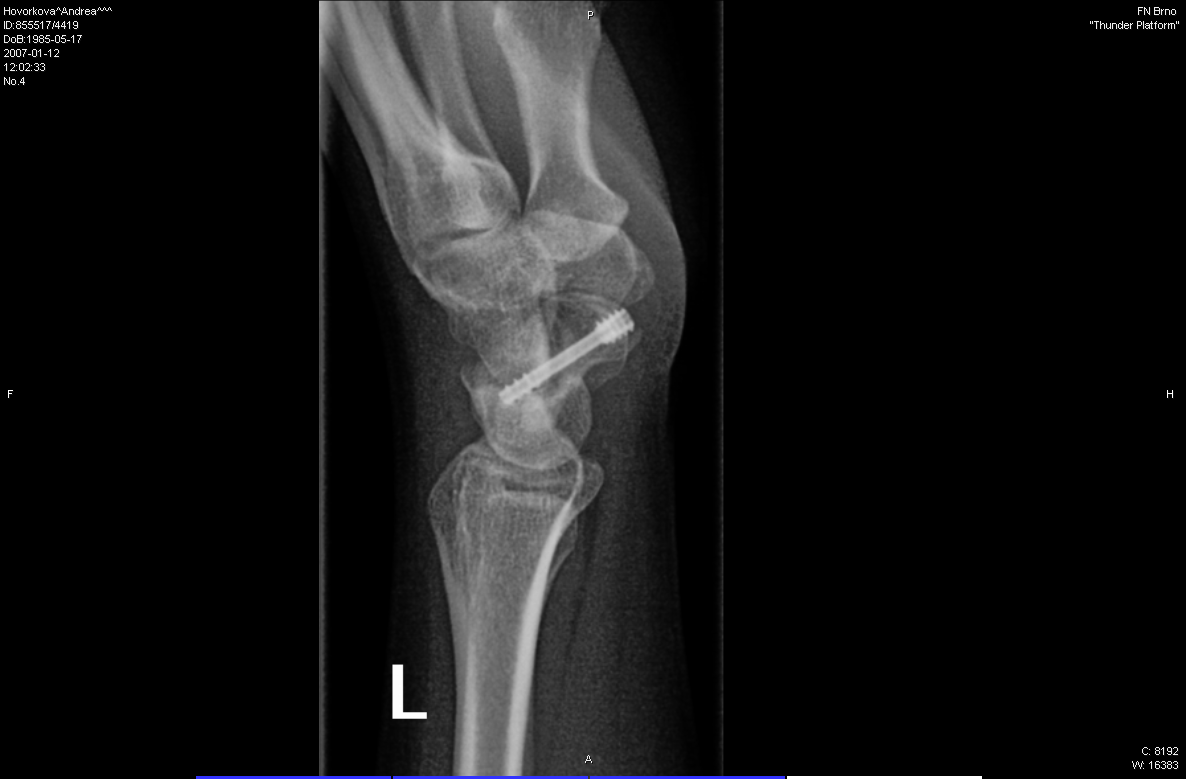 Hovorkova^Andrea^^^
ID:855517/4419
DoB:1985-05-17
2007-01-12
12:02:33
No.4
P
FN Brno
"Thunder Platform"
F
H
L
A
C: 8192
W: 16383